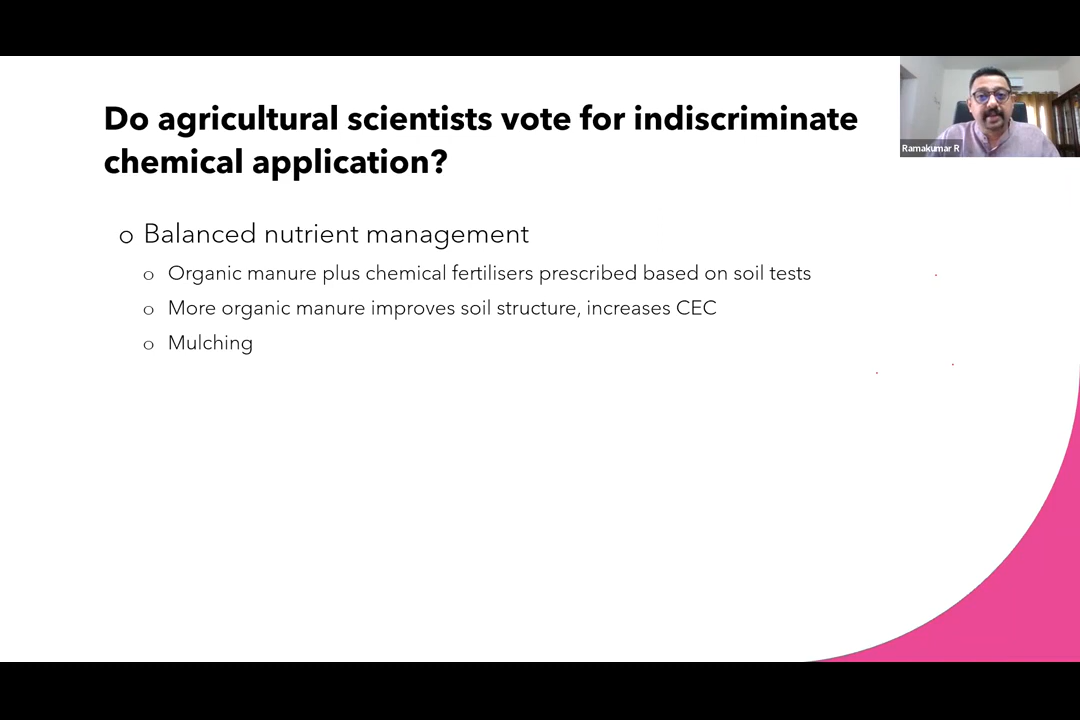 Do agricultural scientists vote for indiscriminate
chemical application?
Ramakumar R
o Balanced nutrient management
o Organic manure plus chemical fertilisers prescribed based on soil tests
o More organic manure improves soil structure, increases CEC
o Mulching